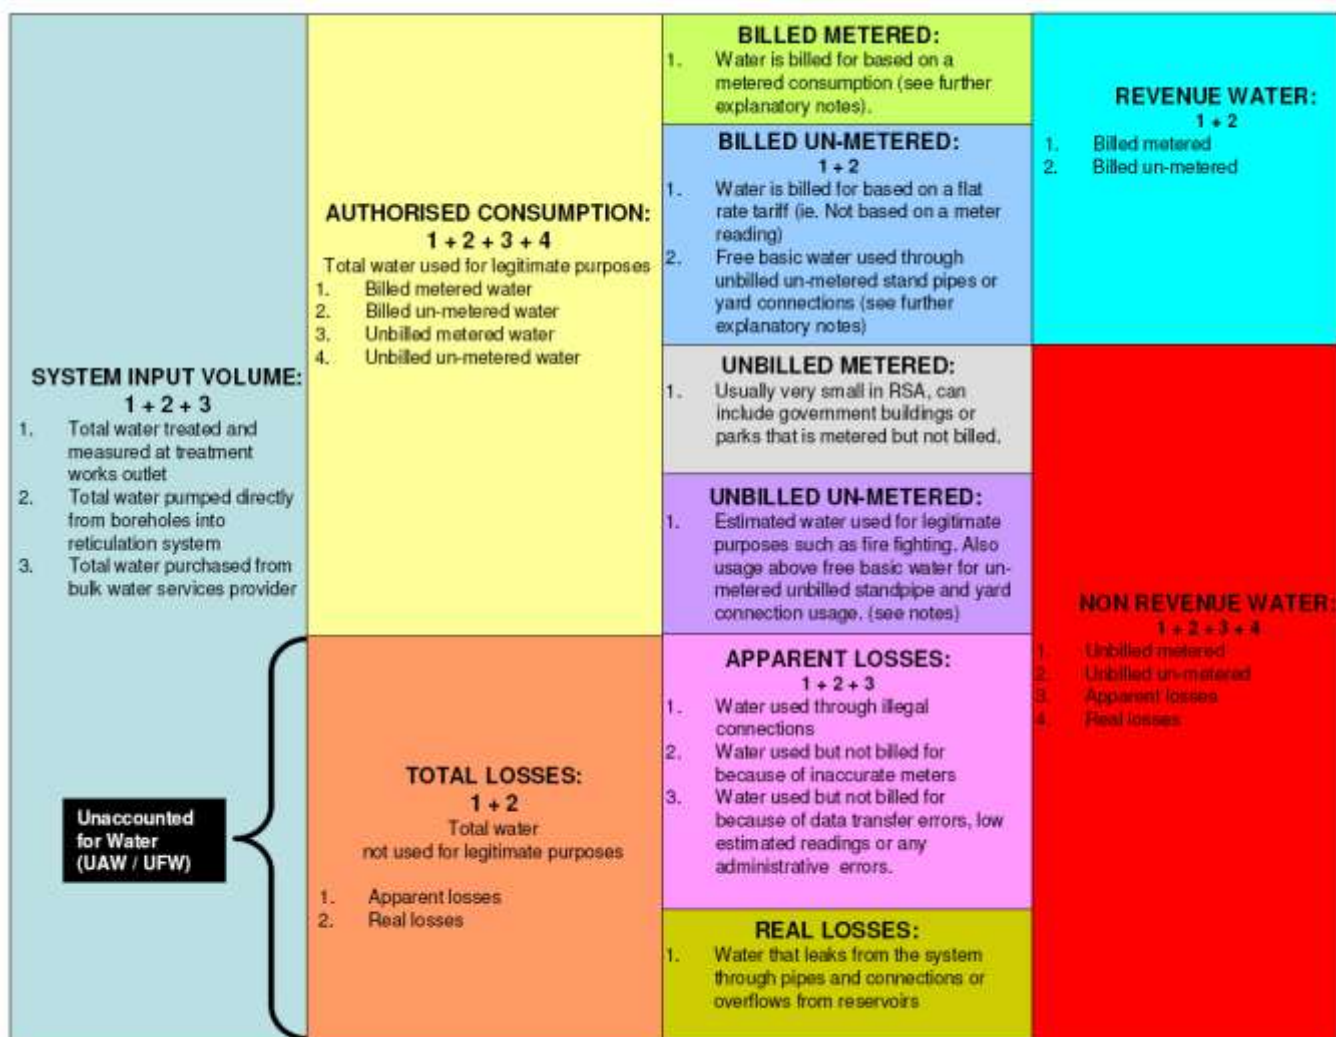 SYSTEM INPUT VOLUME:
1 + 2 + 3
1. Total water treated and
measured at treatment
works outlet
2. Total water pumped directly
from boreholes into
reticulation system
3. Total water purchased from
bulk water services provider
Unaccounted
for Water
(UAW / UFW)
AUTHORISED CONSUMPTION:
1 + 2 + 3 + 4
Total water used for legitimate purposes
1. Billed metered water
2. Billed un-metered water
3. Unbilled metered water
4. Unbilled un-metered water
TOTAL LOSSES:
1 + 2
Total water
not used for legitimate purposes
1. Apparent losses
2. Real losses
BILLED METERED:
1. Water is billed for based on a
metered consumption (see further
explanatory notes).
BILLED UN-METERED:
1 + 2
1. Water is billed for based on a flat
rate tariff (ie. Not based on a meter
reading)
2. Free basic water used through
unbilled un-metered stand pipes or
yard connections (see further
explanatory notes)
UNBILLED METERED:
1. Usually very small in RSA, can
include government buildings or
parks that is metered but not billed.
UNBILLED UN-METERED:
1. Estimated water used for legitimate
purposes such as fire fighting. Also
usage above free basic water for un-
metered unbilled standpipe and yard
connection usage. (see notes)
APPARENT LOSSES:
1 + 2 + 3
1. Water used through illegal
connections
2. Water used but not billed for
because of inaccurate meters
3. Water used but not billed for
because of data transfer errors, low
estimated readings or any
administrative errors.
REAL LOSSES:
1. Water that leaks from the system
through pipes and connections or
overflows from reservoirs
REVENUE WATER:
1 + 2
1. Billed metered
2. Billed un-metered
NON REVENUE WATER:
1 + 2 + 3 + 4
1. Unbilled metered
2. Unbilled un-metered
3. Apparent losses
4. Real losses